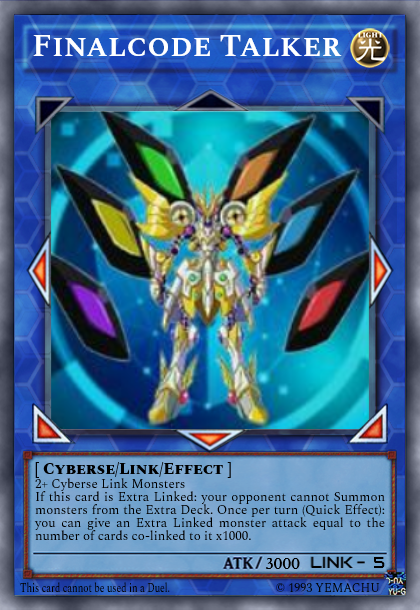 FINALCODE TALKER
LIGHT
光
[ CYBERSE/LINK/EFFECT ]
2+ Cyberse Link Monsters
If this card is Extra Linked: your opponent cannot Summon
monsters from the Extra Deck. Once per turn (Quick Effect):
you can give an Extra Linked monster attack equal to the
number of cards co-linked to it x1000.
ATK / 3000 LINK - 5
This card cannot be used in a Duel.
© 1993 YEMACHU